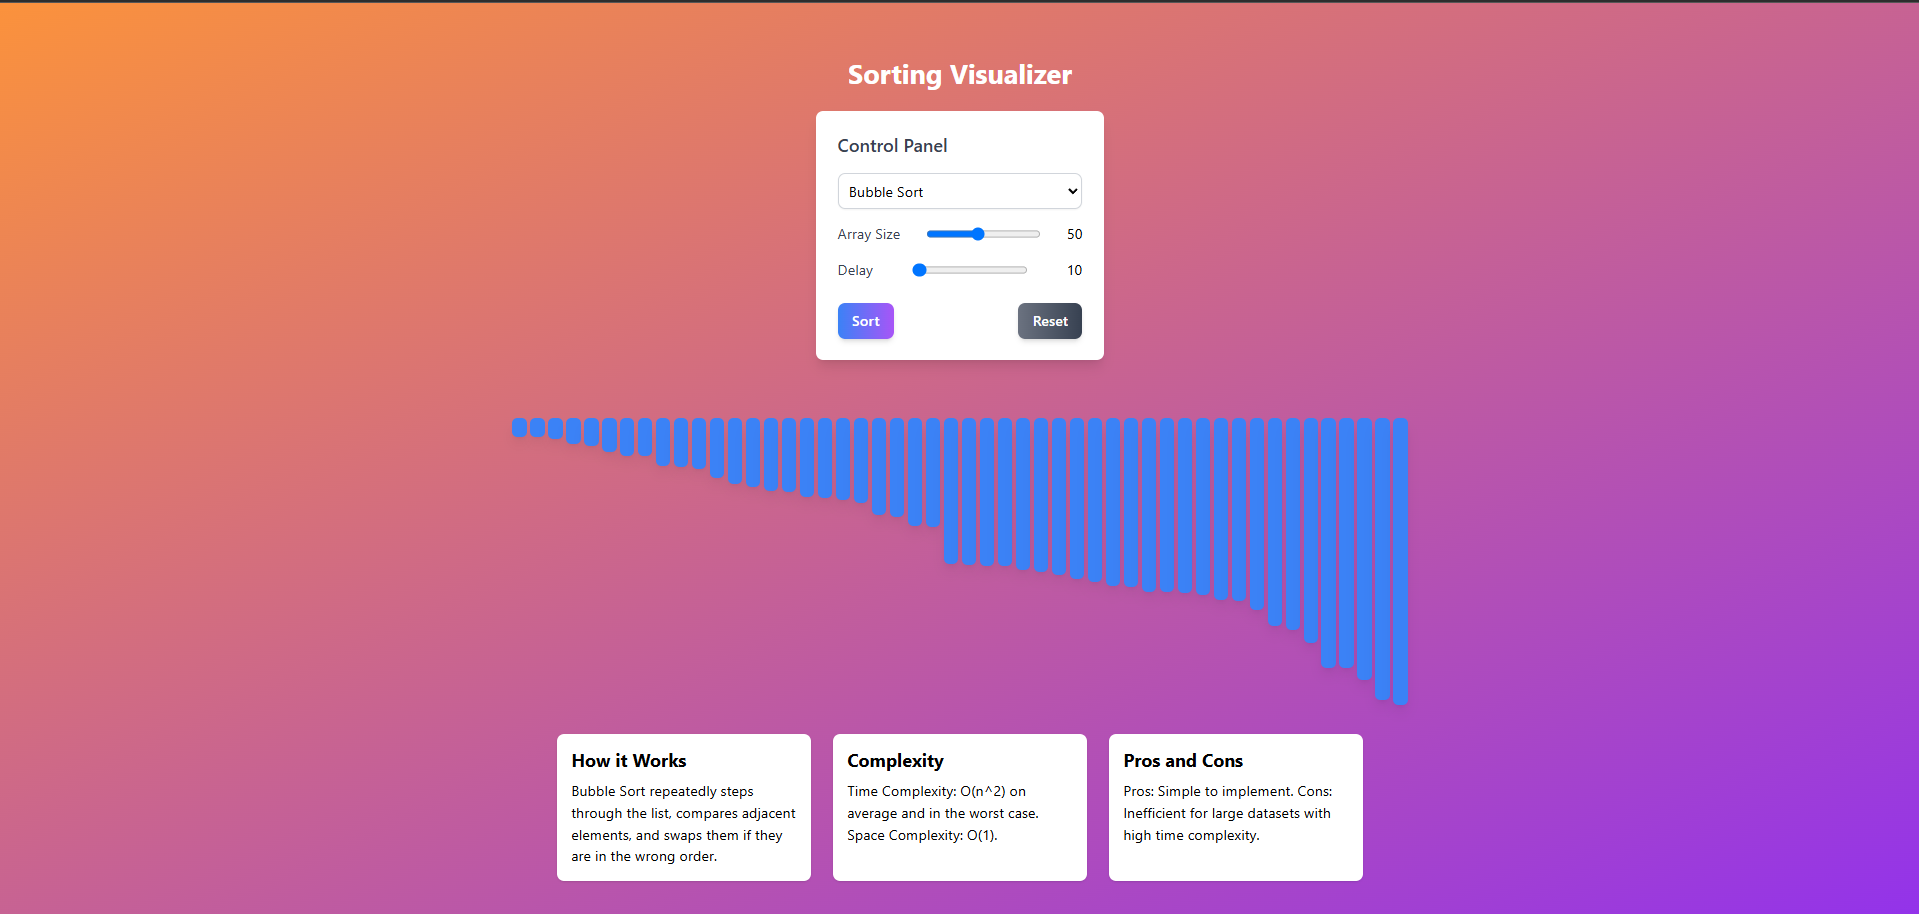 Sorting Visualizer
Control Panel
Bubble Sort
Array Size 50
Delay 10
Sort Reset
How it Works
Bubble Sort repeatedly steps
through the list, compares adjacent
elements, and swaps them if they
are in the wrong order.
Complexity
Time Complexity: O(n^2) on
average and in the worst case.
Space Complexity: O(1).
Pros and Cons
Pros: Simple to implement. Cons:
Inefficient for large datasets with
high time complexity.